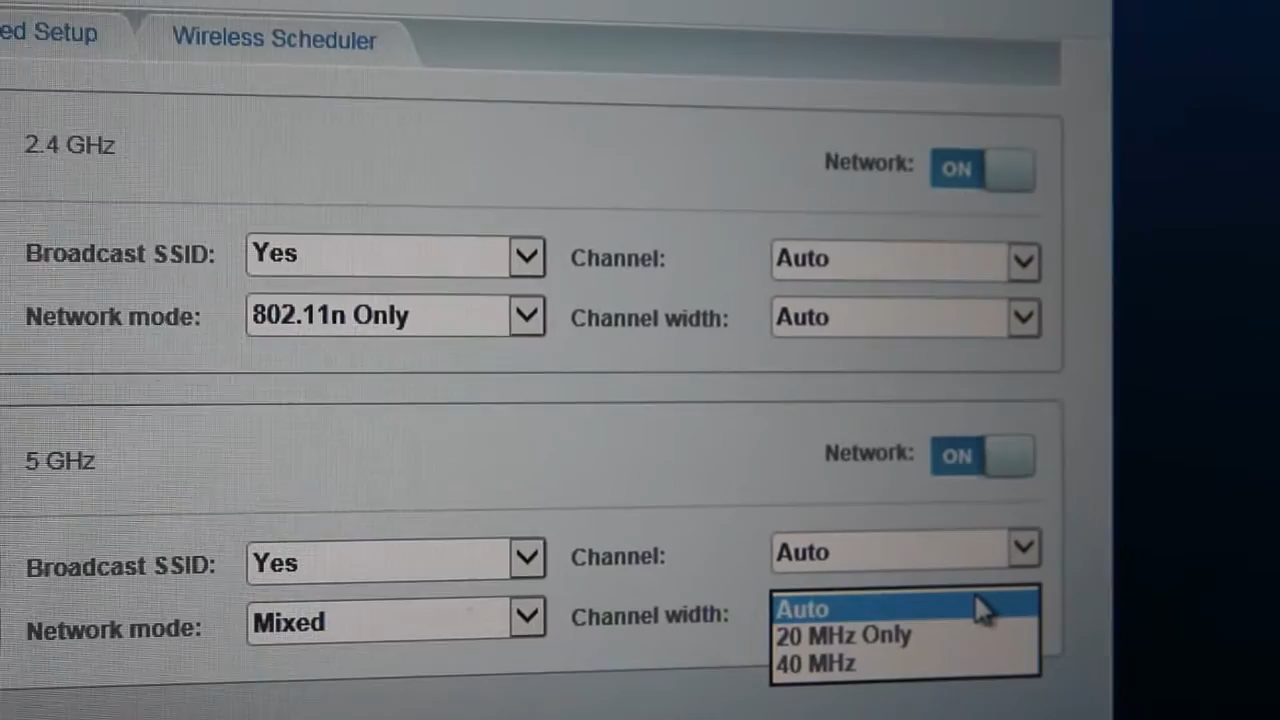 ed Setup Wireless Scheduler
2.4 GHz Network: ON
Broadcast SSID: Yes Channel: Auto
Network mode: 802.11n Only Channel width: Auto
5 GHz Network: ON
Broadcast SSID: Yes Channel: Auto
Network mode: Mixed Channel width: Auto
20 MHz Only
40 MHz